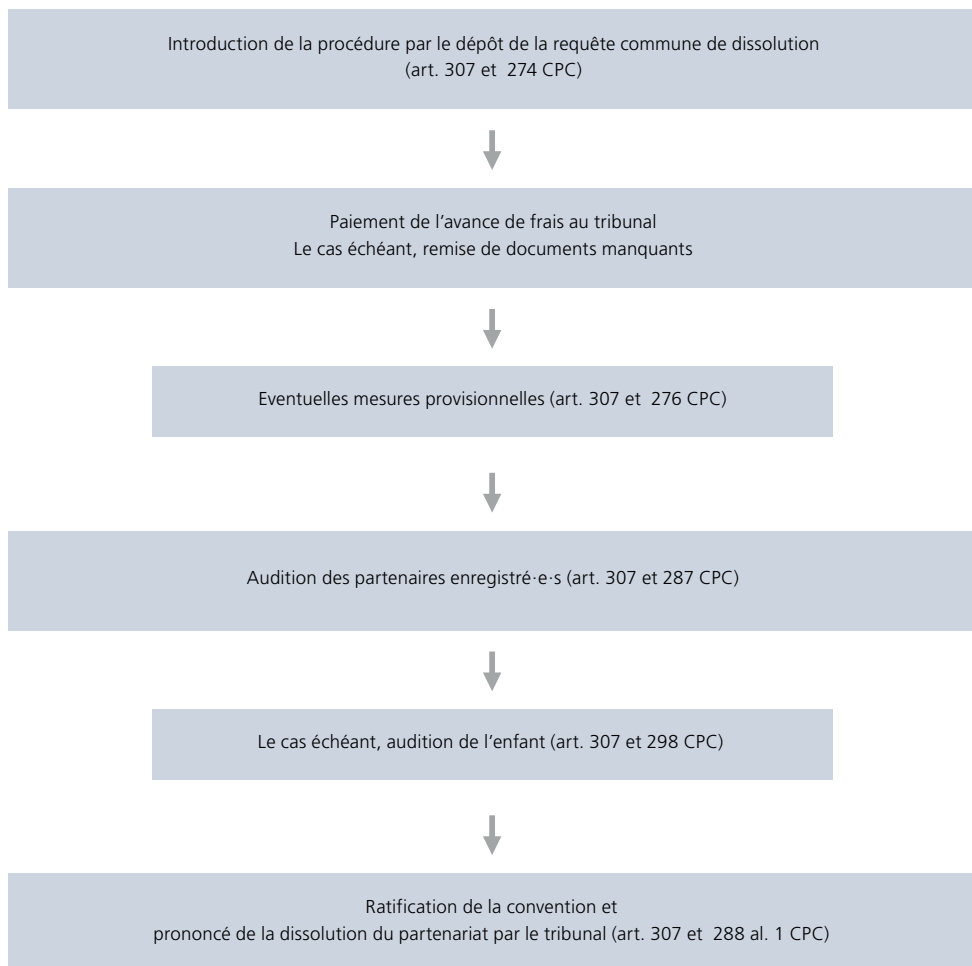 Introduction de la procédure par le dépôt de la requête commune de dissolution
(art. 307 et 274 CPC)
Paiement de l'avance de frais au tribunal
Le cas échéant, remise de documents manquants
Eventuelles mesures provisionnelles (art. 307 et 276 CPC)
Audition des partenaires enregistré·e·s (art. 307 et 287 CPC)
Le cas échéant, audition de l'enfant (art. 307 et 298 CPC)
Ratification de la convention et
prononcé de la dissolution du partenariat par le tribunal (art. 307 et 288 al. 1 CPC)